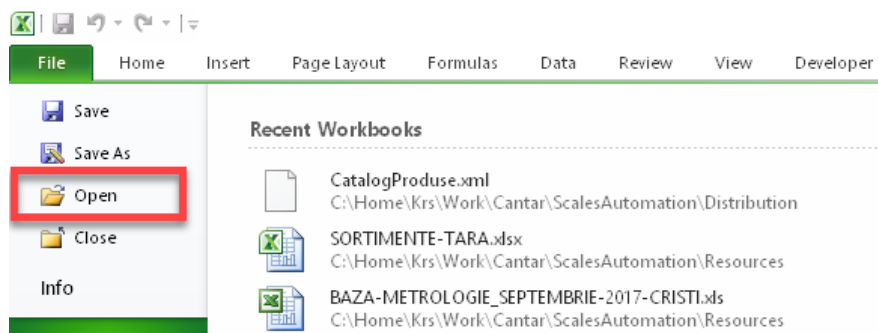 File Home Insert Page Layout Formulas Data Review View Developer
Save
Save As
Open
Close
Info
Recent Workbooks
CatalogProduse.xml
C:\Home\Krs\Work\Cantar\ScalesAutomation\Distribution
SORTIMENTE-TARA.xlsx
C:\Home\Krs\Work\Cantar\ScalesAutomation\Resources
BAZA-METROLOGIE_SEPTEMBRIE-2017-CRISTI.xls
C:\Home\Krs\Work\Cantar\ScalesAutomation\Resources